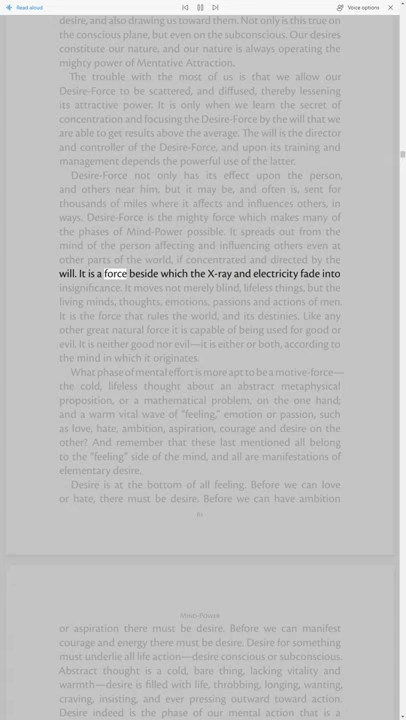 Read aloud
Voice options
desire, and also drawing us toward them. Not only is this true on
the conscious plane, but even on the subconscious. Our desires
constitute our nature, and our nature is always operating the
mighty power of Mentative Attraction.
The trouble with the most of us is that we allow our
Desire-Force to be scattered, and diffused, thereby lessening
its attractive power. It is only when we learn the secret of
concentration and focusing the Desire-Force by the will that we
are able to get results above the average. The will is the director
and controller of the Desire-Force, and upon its training and
management depends the powerful use of the latter.
Desire-Force not only has its effect upon the person,
and others near him, but it may be, and often is, sent for
thousands of miles where it affects and influences others, in
ways. Desire-Force is the mighty force which makes many of
the phases of Mind-Power possible. It spreads out from the
mind of the person affecting and influencing others even at
other parts of the world, if concentrated and directed by the
will. It is a force beside which the X-ray and electricity fade into
insignificance. It moves not merely blind, lifeless things, but the
living minds, thoughts, emotions, passions and actions of men.
It is the force that rules the world, and its destinies. Like any
other great natural force it is capable of being used for good or
evil. It is neither good nor evil—it is either or both, according to
the mind in which it originates.
What phase of mental effort is more apt to be a motive-force—
the cold, lifeless thought about an abstract metaphysical
proposition, or a mathematical problem, on the one hand;
and a warm vital wave of "feeling," emotion or passion, such
as love, hate, ambition, aspiration, courage and desire on the
other? And remember that these last mentioned all belong
to the "feeling" side of the mind, and all are manifestations of
elementary desire.
Desire is at the bottom of all feeling. Before we can love
or hate, there must be desire. Before we can have ambition
Mind-Power
or aspiration there must be desire. Before we can manifest
courage and energy there must be desire. Desire for something
must underlie all life action—desire conscious or subconscious.
Abstract thought is a cold, bare thing, lacking vitality and
warmth—desire is filled with life, throbbing, longing, wanting,
craving, insisting, and ever pressing outward toward action.
Desire indeed is the phase of our mental action that is a